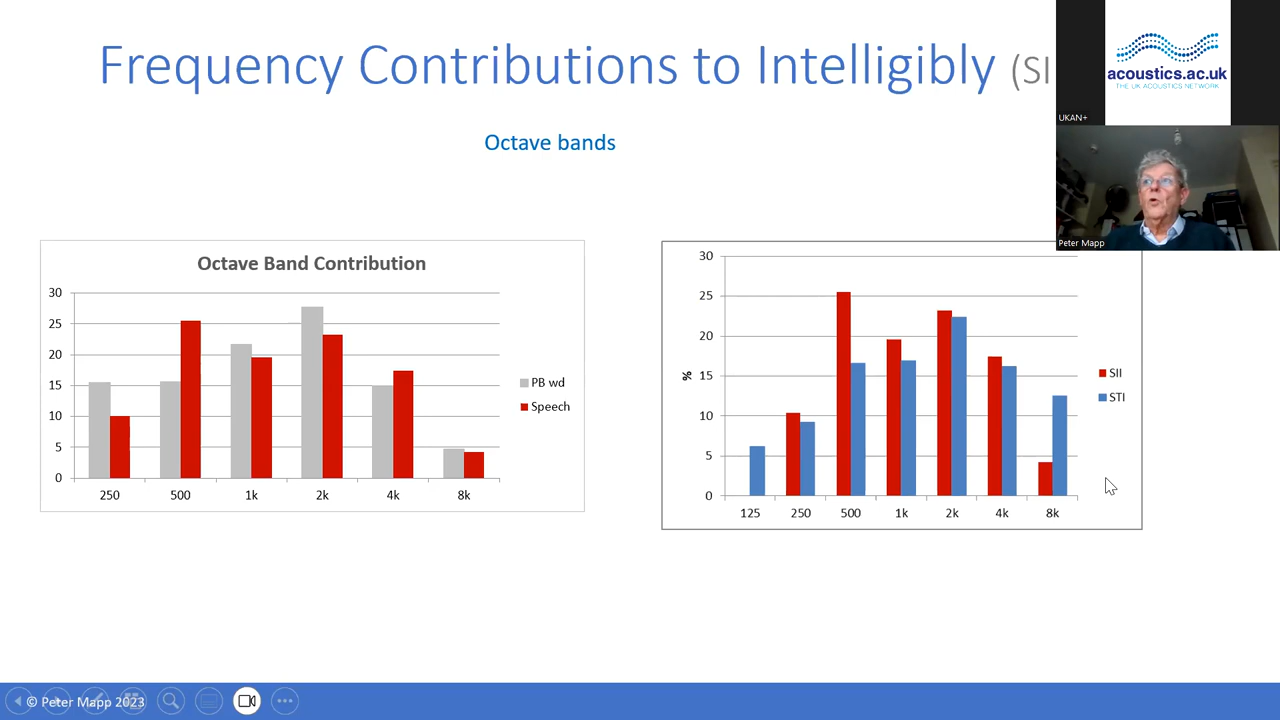 Frequency Contributions to Intelligibly (SI
Octave bands
acoustics.ac.uk
THE UK ACOUSTICS NETWORK
UKAN+
Peter Mapp
Octave Band Contribution
30
25
20
15
10
5
0
250 500 1k 2k 4k 8k
PB wd
Speech
30
25
20
15
10
5
0
%
125 250 500 1k 2k 4k 8k
SII
STI
© Peter Mapp 2023